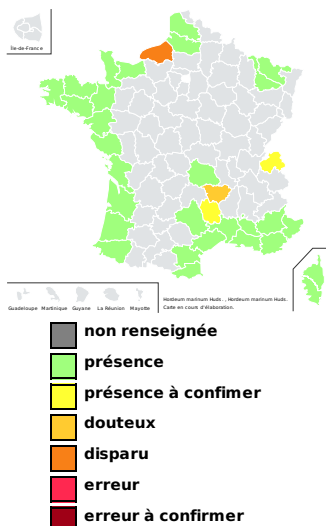 Île-de-France
Guadeloupe Martinique Guyane La Réunion Mayotte
Hordeum marinum Huds. , Hordeum marinum Huds.
Carte en cours d'élaboration.
non renseignée
présence
présence à confimer
douteux
disparu
erreur
erreur à confirmer